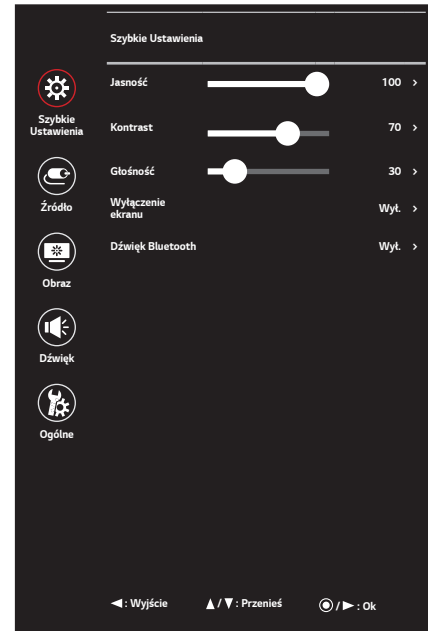 Szybkie Ustawienia
Szybkie
Ustawienia
Źródło
Obraz
Dźwięk
Ogólne
Jasność 100 >
Kontrast 70 >
Głośność 30 >
Wyłączenie
ekranu Wył. >
Dźwięk Bluetooth Wył. >
◄ : Wyjście ▲ / ▼ : Przenieś ◉ / ► : Ok